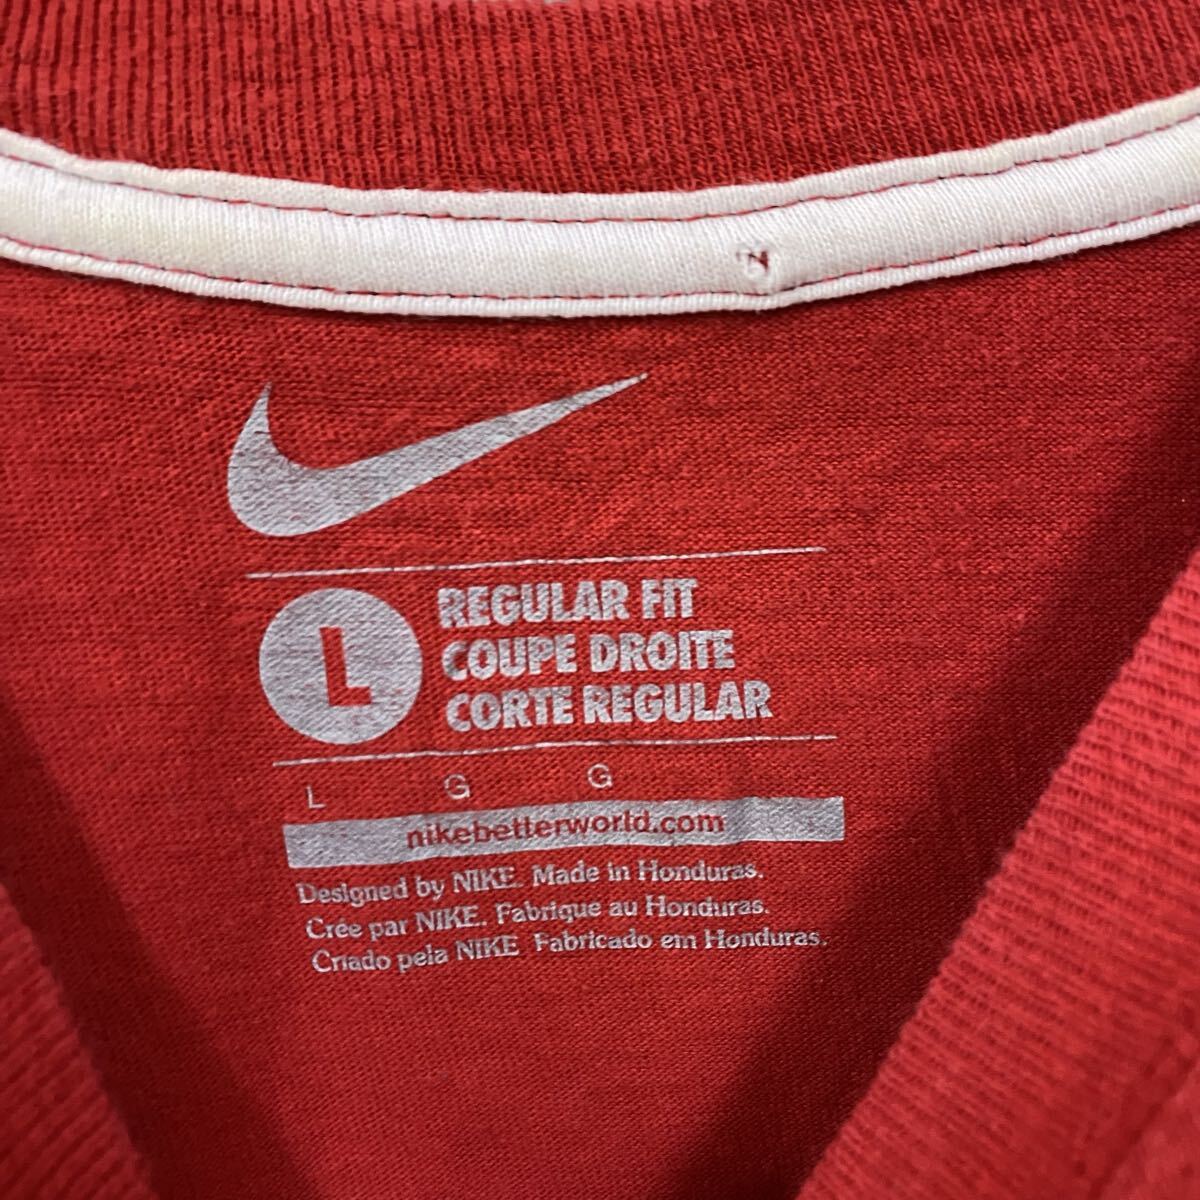 REGULAR FIT
L COUPE DROITE
CORTE REGULAR
L G G
nikebetterworld.com
Designed by NIKE. Made in Honduras.
Crée par NIKE. Fabrique au Honduras.
Criado pela NIKE Fabricado em Honduras.